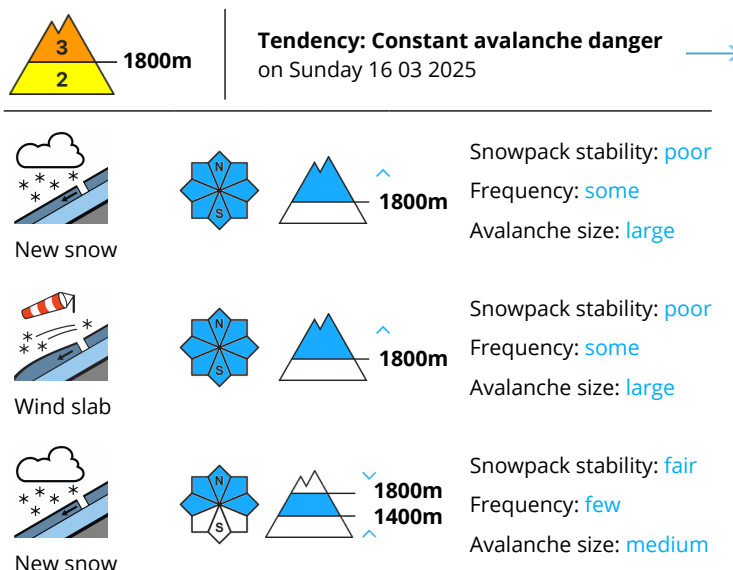 3
2
1800m
Tendency: Constant avalanche danger
on Sunday 16 03 2025
New snow
N
S
1800m
Snowpack stability: poor
Frequency: some
Avalanche size: large
Wind slab
N
S
1800m
Snowpack stability: poor
Frequency: some
Avalanche size: large
New snow
N
S
1800m
1400m
Snowpack stability: fair
Frequency: few
Avalanche size: medium